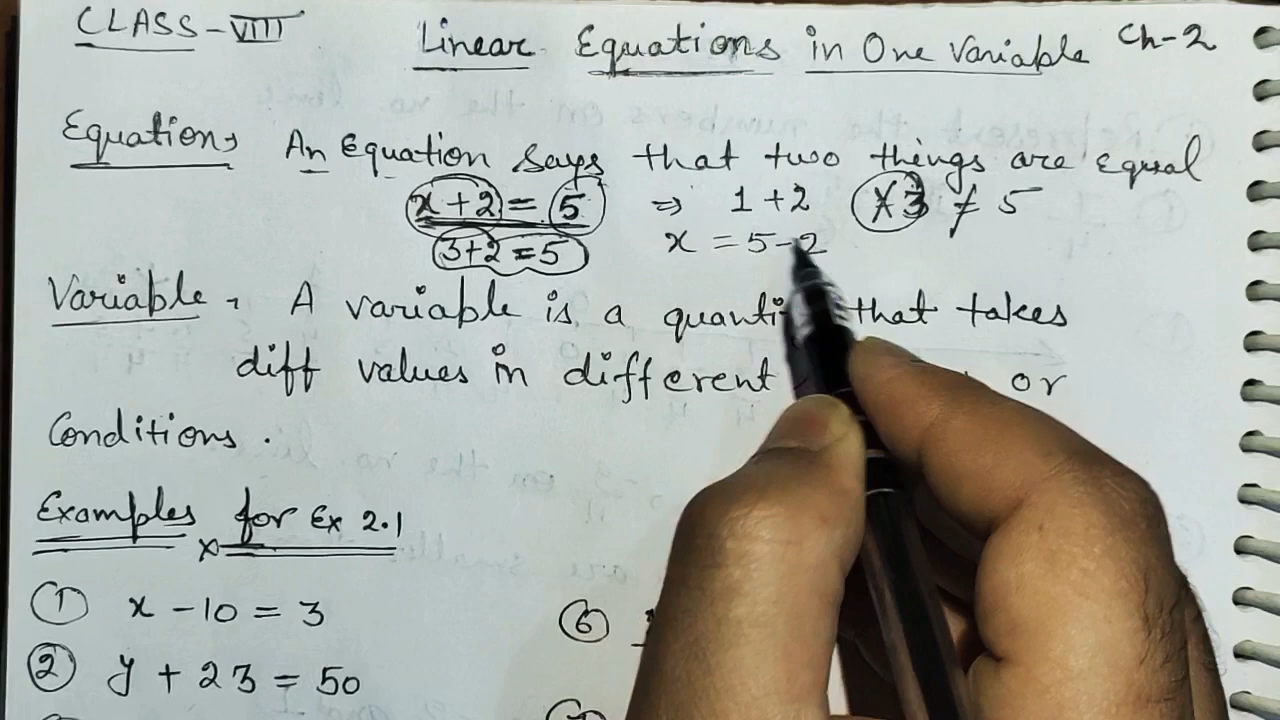 CLASS-VIII
Linear Equations in One Variable Ch-2
Equation, An Equation says that two things are equal
x+2 = 5 ⇒ 1+2 3 ≠ 5
3+2=5 x = 5-2
Variable, A variable is a that takes
diff values in different or
Conditions.
Examples for Ex 2.1
① x - 10 = 3
⑥
② y + 23 = 50